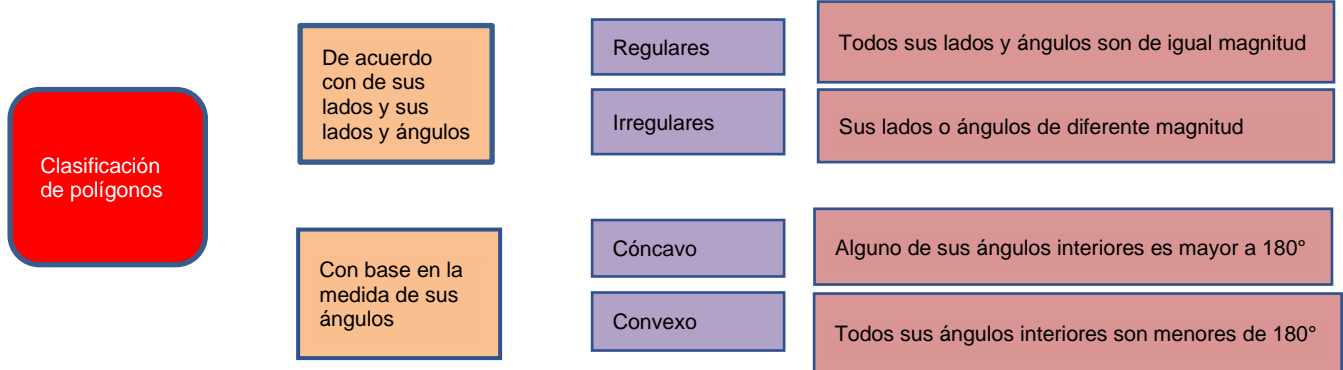 Clasificación
de polígonos
De acuerdo
con de sus
lados y sus
lados y ángulos
Regulares
Todos sus lados y ángulos son de igual magnitud
Irregulares
Sus lados o ángulos de diferente magnitud
Con base en la
medida de sus
ángulos
Cóncavo
Alguno de sus ángulos interiores es mayor a 180°
Convexo
Todos sus ángulos interiores son menores de 180°